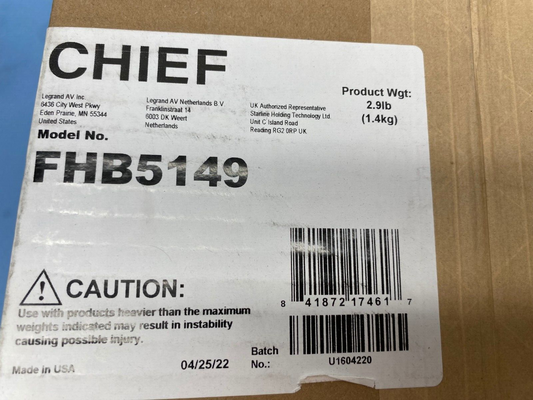 CHIEF
Legrand AV Inc
6436 City West Pkwy
Eden Prairie, MN 55344
United States
Legrand AV Netherlands B.V.
Franklinstraat 14
6003 DK Weert
Netherlands
UK Authorized Representative
Starline Holding Technology Ltd.
Unit C Island Road
Reading RG2 0RP UK
Product Wgt:
2.9lb
(1.4kg)
Model No.
FHB5149
CAUTION:
Use with products heavier than the maximum
weights indicated may result in instability
causing possible injury.
8 41872 17461 7
Made in USA
04/25/22
Batch
No.:
U1604220